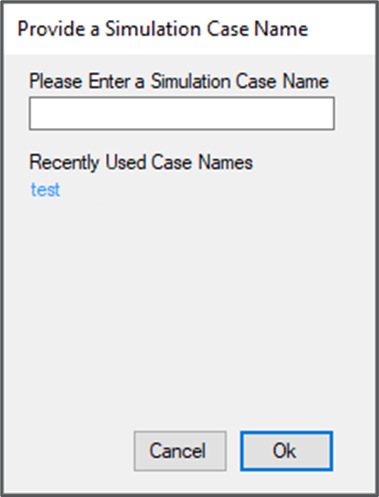 Provide a Simulation Case Name
Please Enter a Simulation Case Name
Recently Used Case Names
test
Cancel Ok